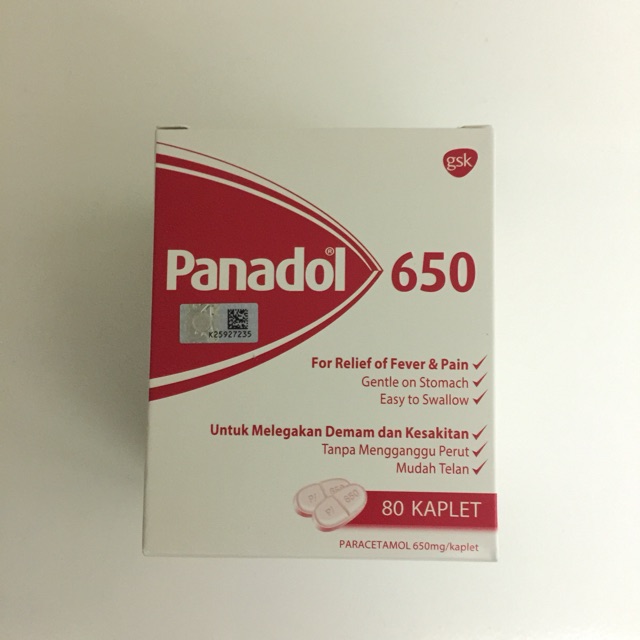 gsk
Panadol® 650
K25927235
For Relief of Fever & Pain ✓
Gentle on Stomach ✓
Easy to Swallow ✓
Untuk Melegakan Demam dan Kesakitan ✓
Tanpa Mengganggu Perut ✓
Mudah Telan ✓
P/ 650
80 KAPLET
PARACETAMOL 650mg/kaplet